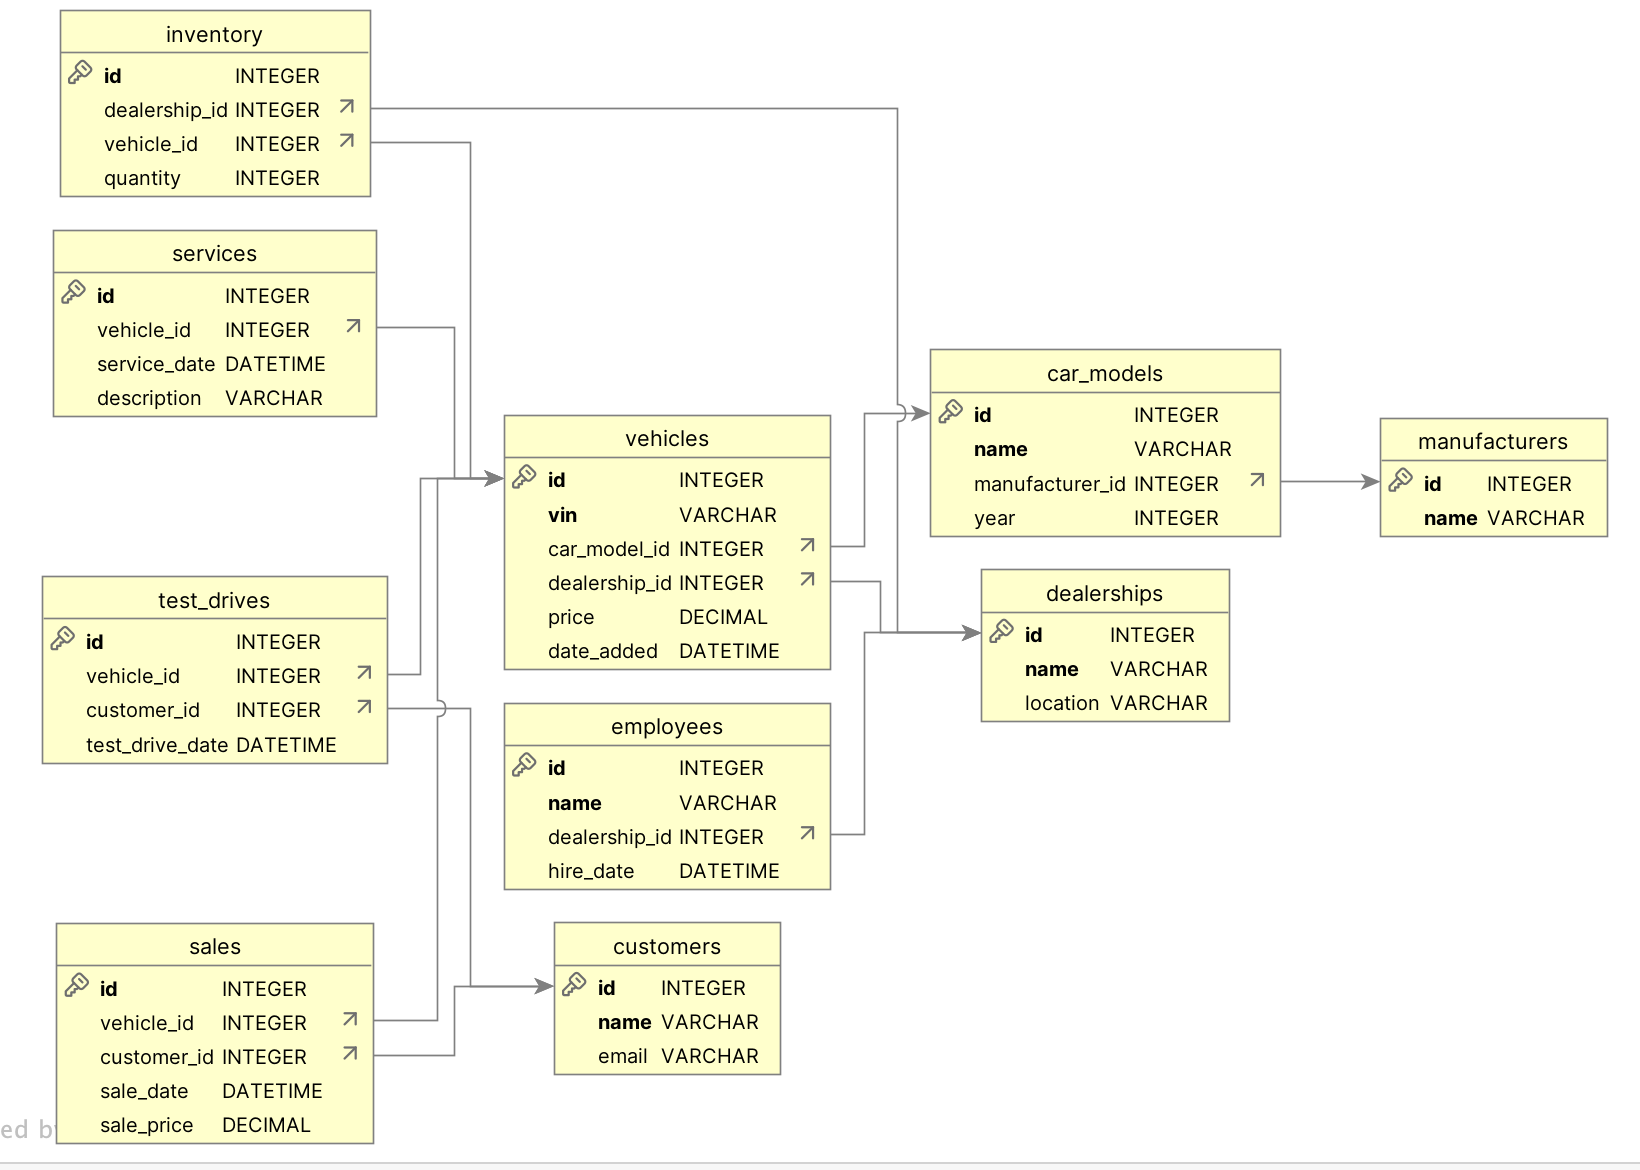 inventory
id INTEGER
dealership_id INTEGER
vehicle_id INTEGER
quantity INTEGER
services
id INTEGER
vehicle_id INTEGER
service_date DATETIME
description VARCHAR
test_drives
id INTEGER
vehicle_id INTEGER
customer_id INTEGER
test_drive_date DATETIME
sales
id INTEGER
vehicle_id INTEGER
customer_id INTEGER
sale_date DATETIME
sale_price DECIMAL
vehicles
id INTEGER
vin VARCHAR
car_model_id INTEGER
dealership_id INTEGER
price DECIMAL
date_added DATETIME
employees
id INTEGER
name VARCHAR
dealership_id INTEGER
hire_date DATETIME
customers
id INTEGER
name VARCHAR
email VARCHAR
car_models
id INTEGER
name VARCHAR
manufacturer_id INTEGER
year INTEGER
dealerships
id INTEGER
name VARCHAR
location VARCHAR
manufacturers
id INTEGER
name VARCHAR